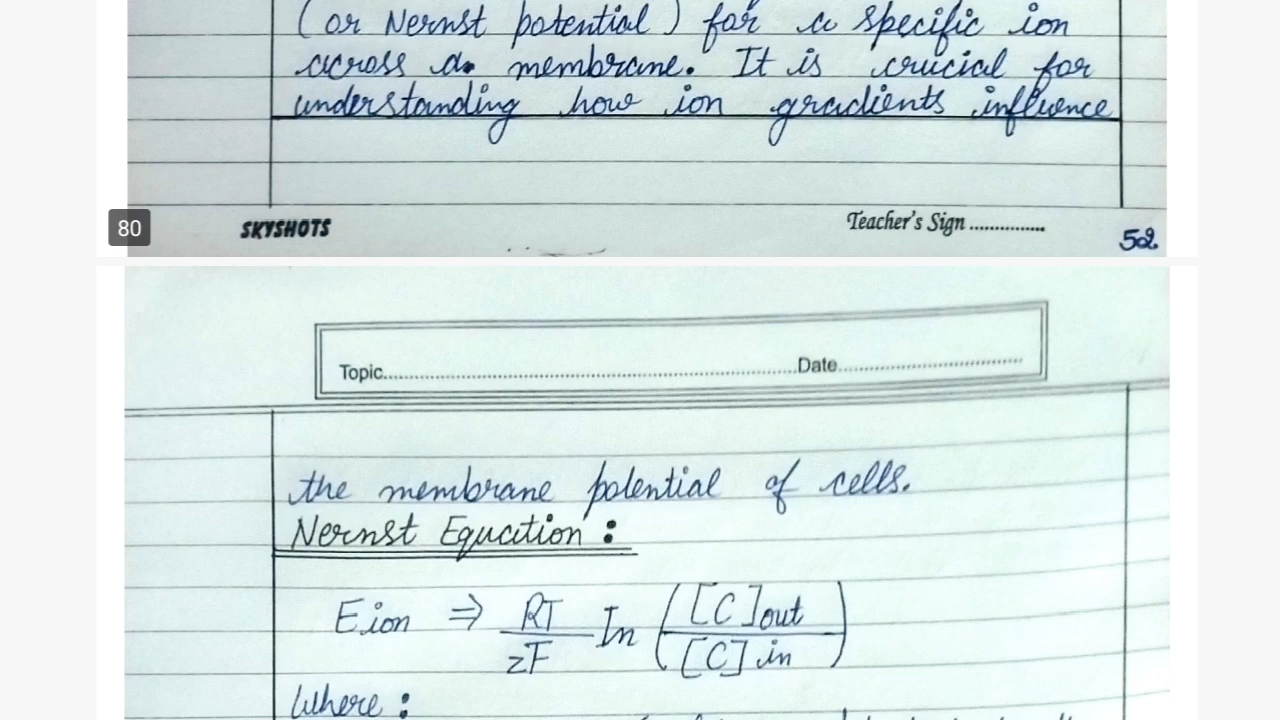 (or Nernst potential) for a specific ion
across a membrane. It is crucial for
understanding how ion gradients influence
80
SKYSHOTS
Teacher's Sign ...............
52
Topic..........................................Date..............................
the membrane potential of cells.
Nernst Equation :
Eion ⇒ RT/zF In ([C]out/[C]in)
Where :